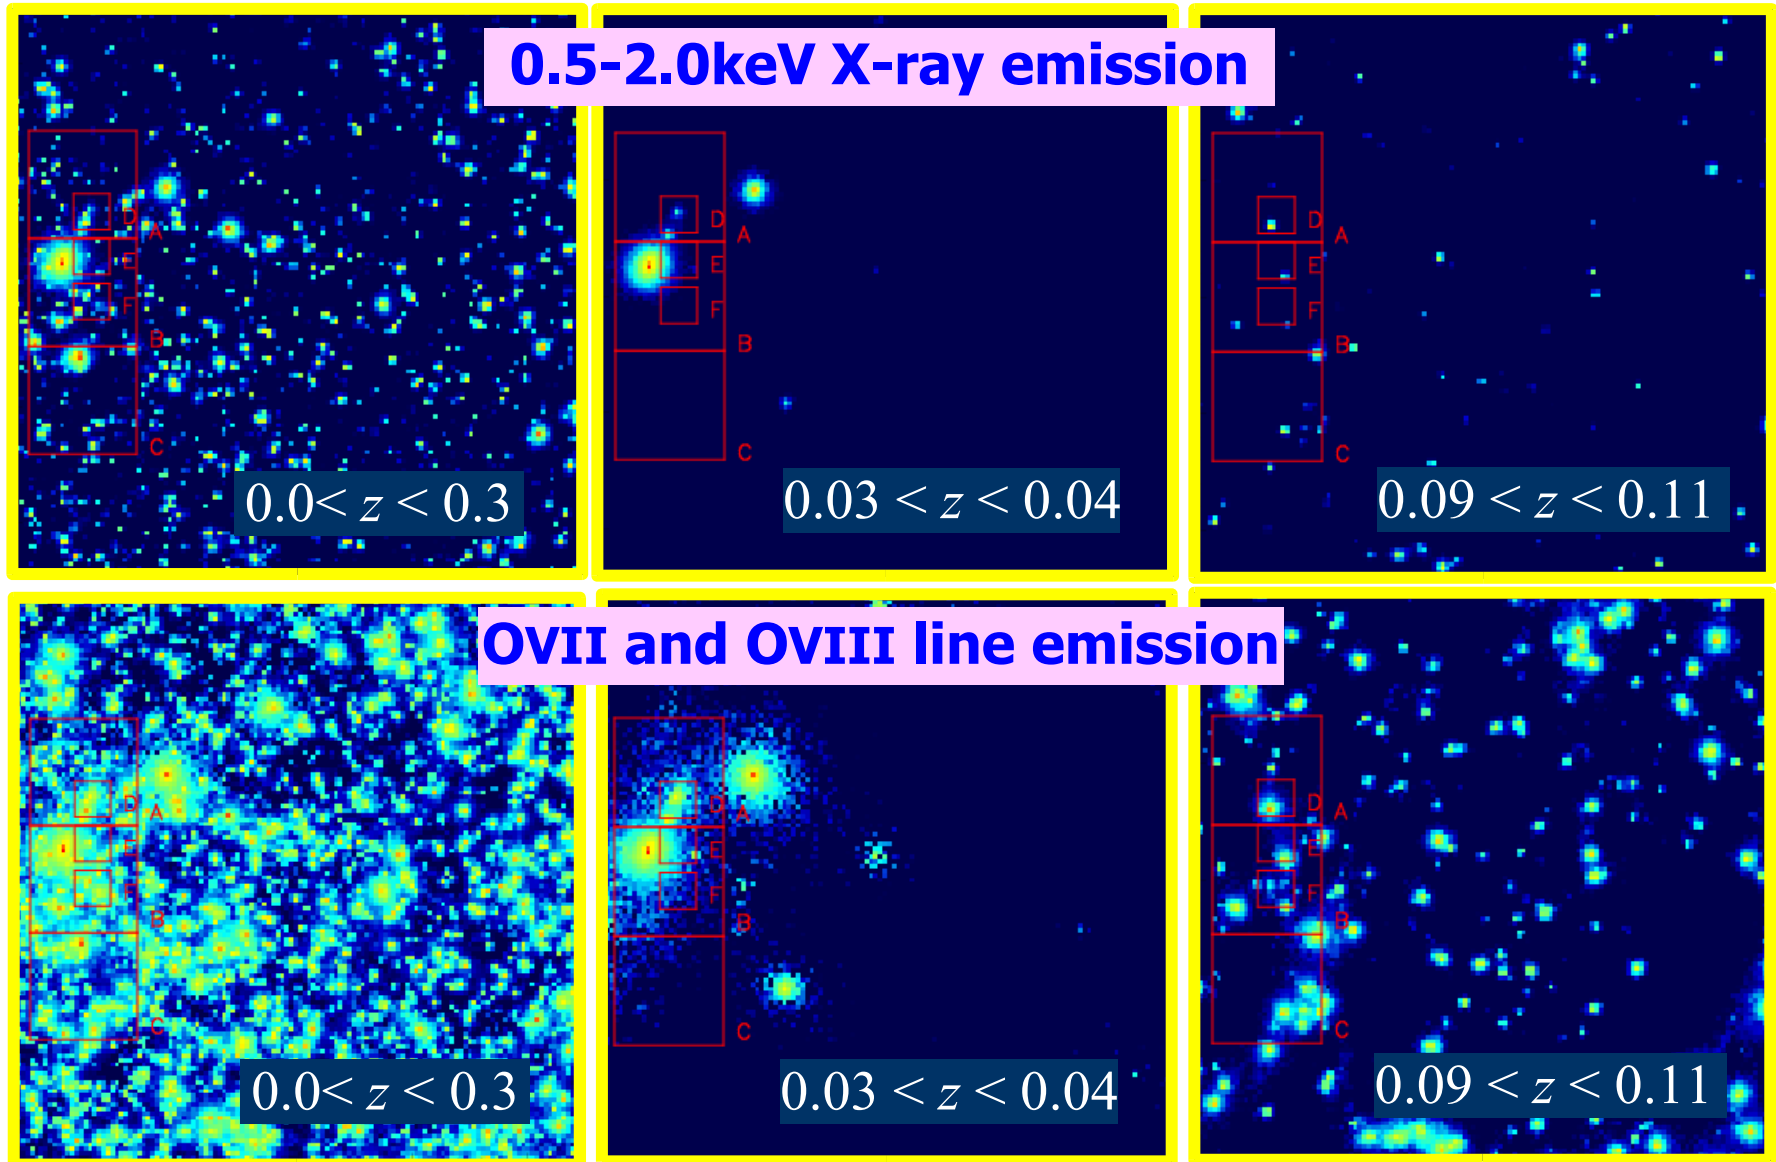 0.5-2.0keV X-ray emission
D
A
E
F
B
C
0.0< z < 0.3
D
A
E
F
B
C
0.03 < z < 0.04
D
A
E
F
B
C
0.09 < z < 0.11
OVII and OVIII line emission
D
A
E
F
B
C
0.0< z < 0.3
D
A
E
F
B
C
0.03 < z < 0.04
D
A
E
F
B
C
0.09 < z < 0.11